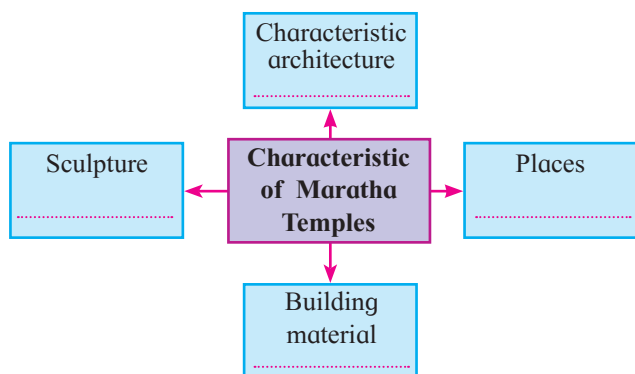 Characteristic
architecture
Sculpture
Characteristic
of Maratha
Temples
Places
Building
material